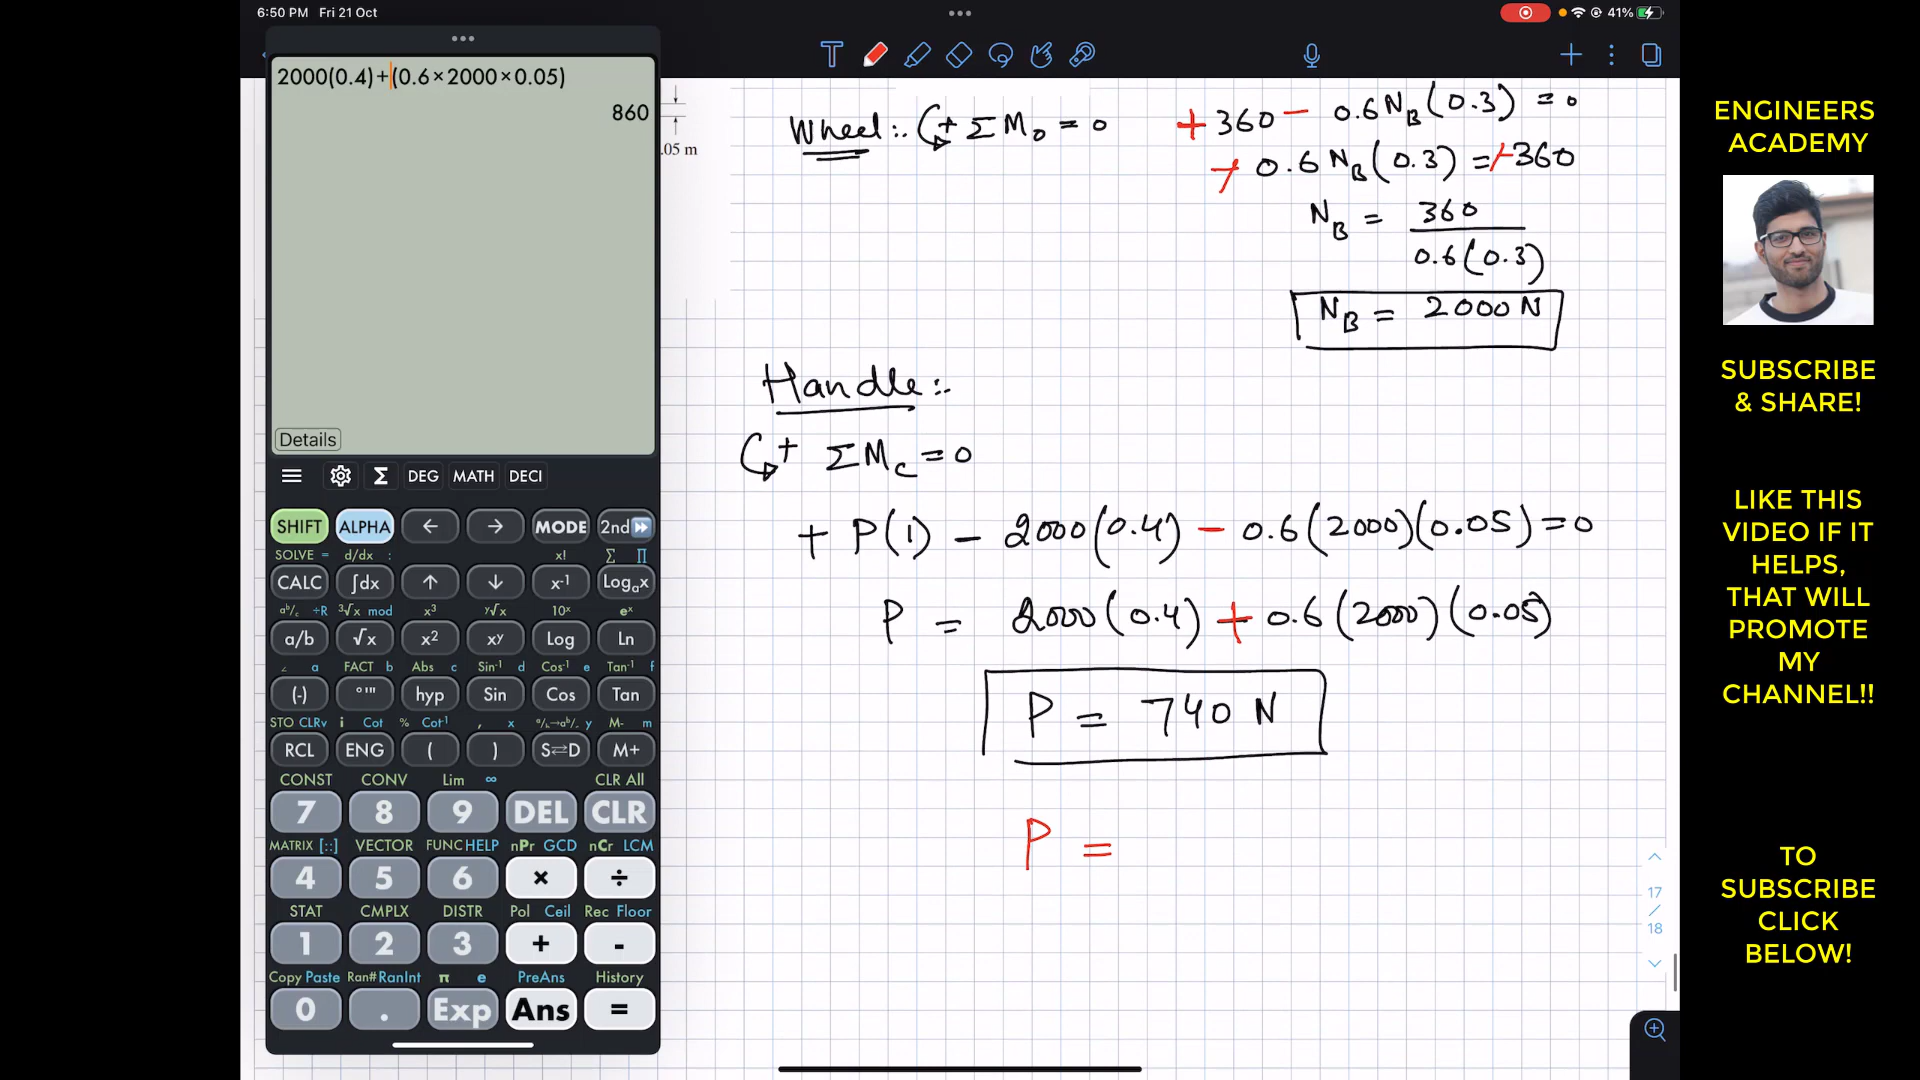 6:50 PM Fri 21 Oct
41%
2000(0.4)+(0.6×2000×0.05)
860
Details
DEG MATH DECI
SHIFT ALPHA ← → MODE 2nd
SOLVE = d/dx : x! Σ ∏
CALC ∫dx ↑ ↓ x⁻¹ Logₐx
aᵇ/c ÷R ³√x mod x³ ʸ√x 10ˣ eˣ
a/b √x x² xʸ Log Ln
∠ a FACT b Abs c Sin⁻¹ d Cos⁻¹ e Tan⁻¹ f
(-) °'" hyp Sin Cos Tan
STO CLRv i Cot % Cot⁻¹ , x y M- m
RCL ENG ( ) S⇄D M+
CONST CONV Lim ∞ CLR All
7 8 9 DEL CLR
MATRIX [::] VECTOR FUNC HELP nPr GCD nCr LCM
4 5 6 × ÷
STAT CMPLX DISTR Pol Ceil Rec Floor
1 2 3 + -
Copy Paste Ran# RanInt π e PreAns History
0 . Exp Ans =
.05 m
T
Wheel:. ↻+ ΣM₀ = 0
+ 360 − 0.6N_B(0.3) = 0
⁄ 0.6 N_B(0.3) = ⁄-360
N_B = 360 / 0.6(0.3)
N_B = 2000 N
Handle:.
↻+ ΣM_C = 0
+ P(1) − 2000(0.4) − 0.6(2000)(0.05) = 0
P = 2000(0.4) + 0.6(2000)(0.05)
P = 740 N
P =
17
/
18
ENGINEERS
ACADEMY
SUBSCRIBE
& SHARE!
LIKE THIS
VIDEO IF IT
HELPS,
THAT WILL
PROMOTE
MY
CHANNEL!!
TO
SUBSCRIBE
CLICK
BELOW!